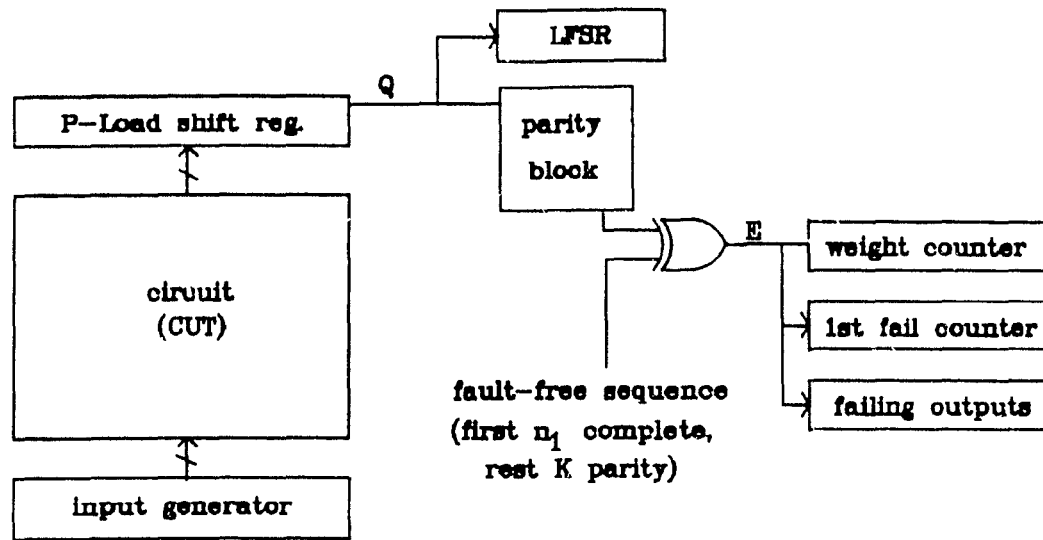 LFSR
Q
P-Load shift reg.
parity
block
E
weight counter
circuit
(CUT)
1st fail counter
fault-free sequence
failing outputs
(first n1 complete,
rest K parity)
input generator